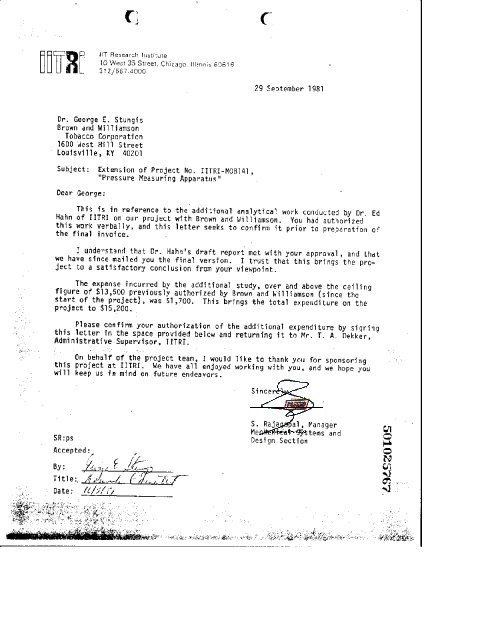 IITRI
IIT Research Institute
10 West 35 Street, Chicago, Illinois 60616
312/567-4000
29 September 1981
Dr. George E. Stungis
Brown and Williamson
Tobacco Corporation
1600 West Hill Street
Louisville, KY 40201
Subject: Extension of Project No. IITRI-M08141,
"Pressure Measuring Apparatus"
Dear George:
This is in reference to the additional analytical work conducted by Dr. Ed
Hahn of IITRI on our project with Brown and Williamson. You had authorized
this work verbally, and this letter seeks to confirm it prior to preparation of
the final invoice.
I understand that Dr. Hahn's draft report met with your approval, and that
we have since mailed you the final version. I trust that this brings the pro-
ject to a satisfactory conclusion from your viewpoint.
The expense incurred by the additional study, over and above the ceiling
figure of $13,500 previously authorized by Brown and Williamson (since the
start of the project), was $1,700. This brings the total expenditure on the
project to $15,200.
Please confirm your authorization of the additional expenditure by signing
this letter in the space provided below and returning it to Mr. T. A. Dekker,
Administrative Supervisor, IITRI.
On behalf of the project team, I would like to thank you for sponsoring
this project at IITRI. We have all enjoyed working with you, and we hope you
will keep us in mind on future endeavors.
Sincerely
S. Rajagopal, Manager
Mechanical Systems and
Design Section
SR:ps
Accepted:
By: George E Stungis
Title:
Date:
501025767